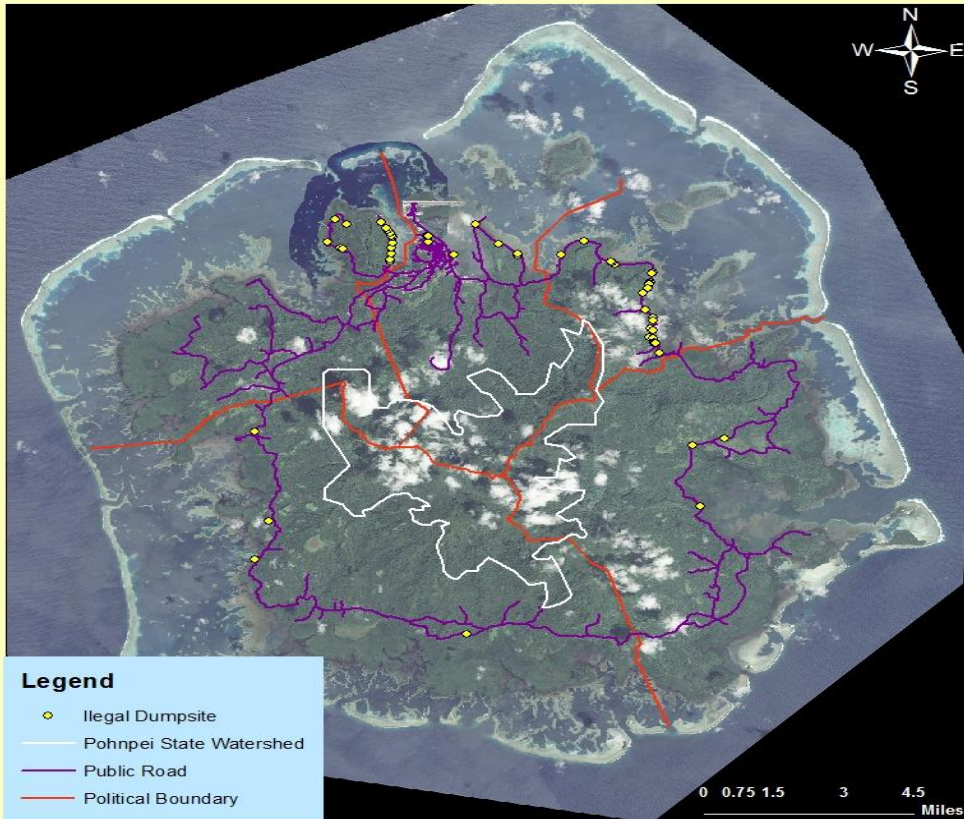 N
W E
S
Legend
Ilegal Dumpsite
Pohnpei State Watershed
Public Road
Political Boundary
0 0.75 1.5 3 4.5
Miles